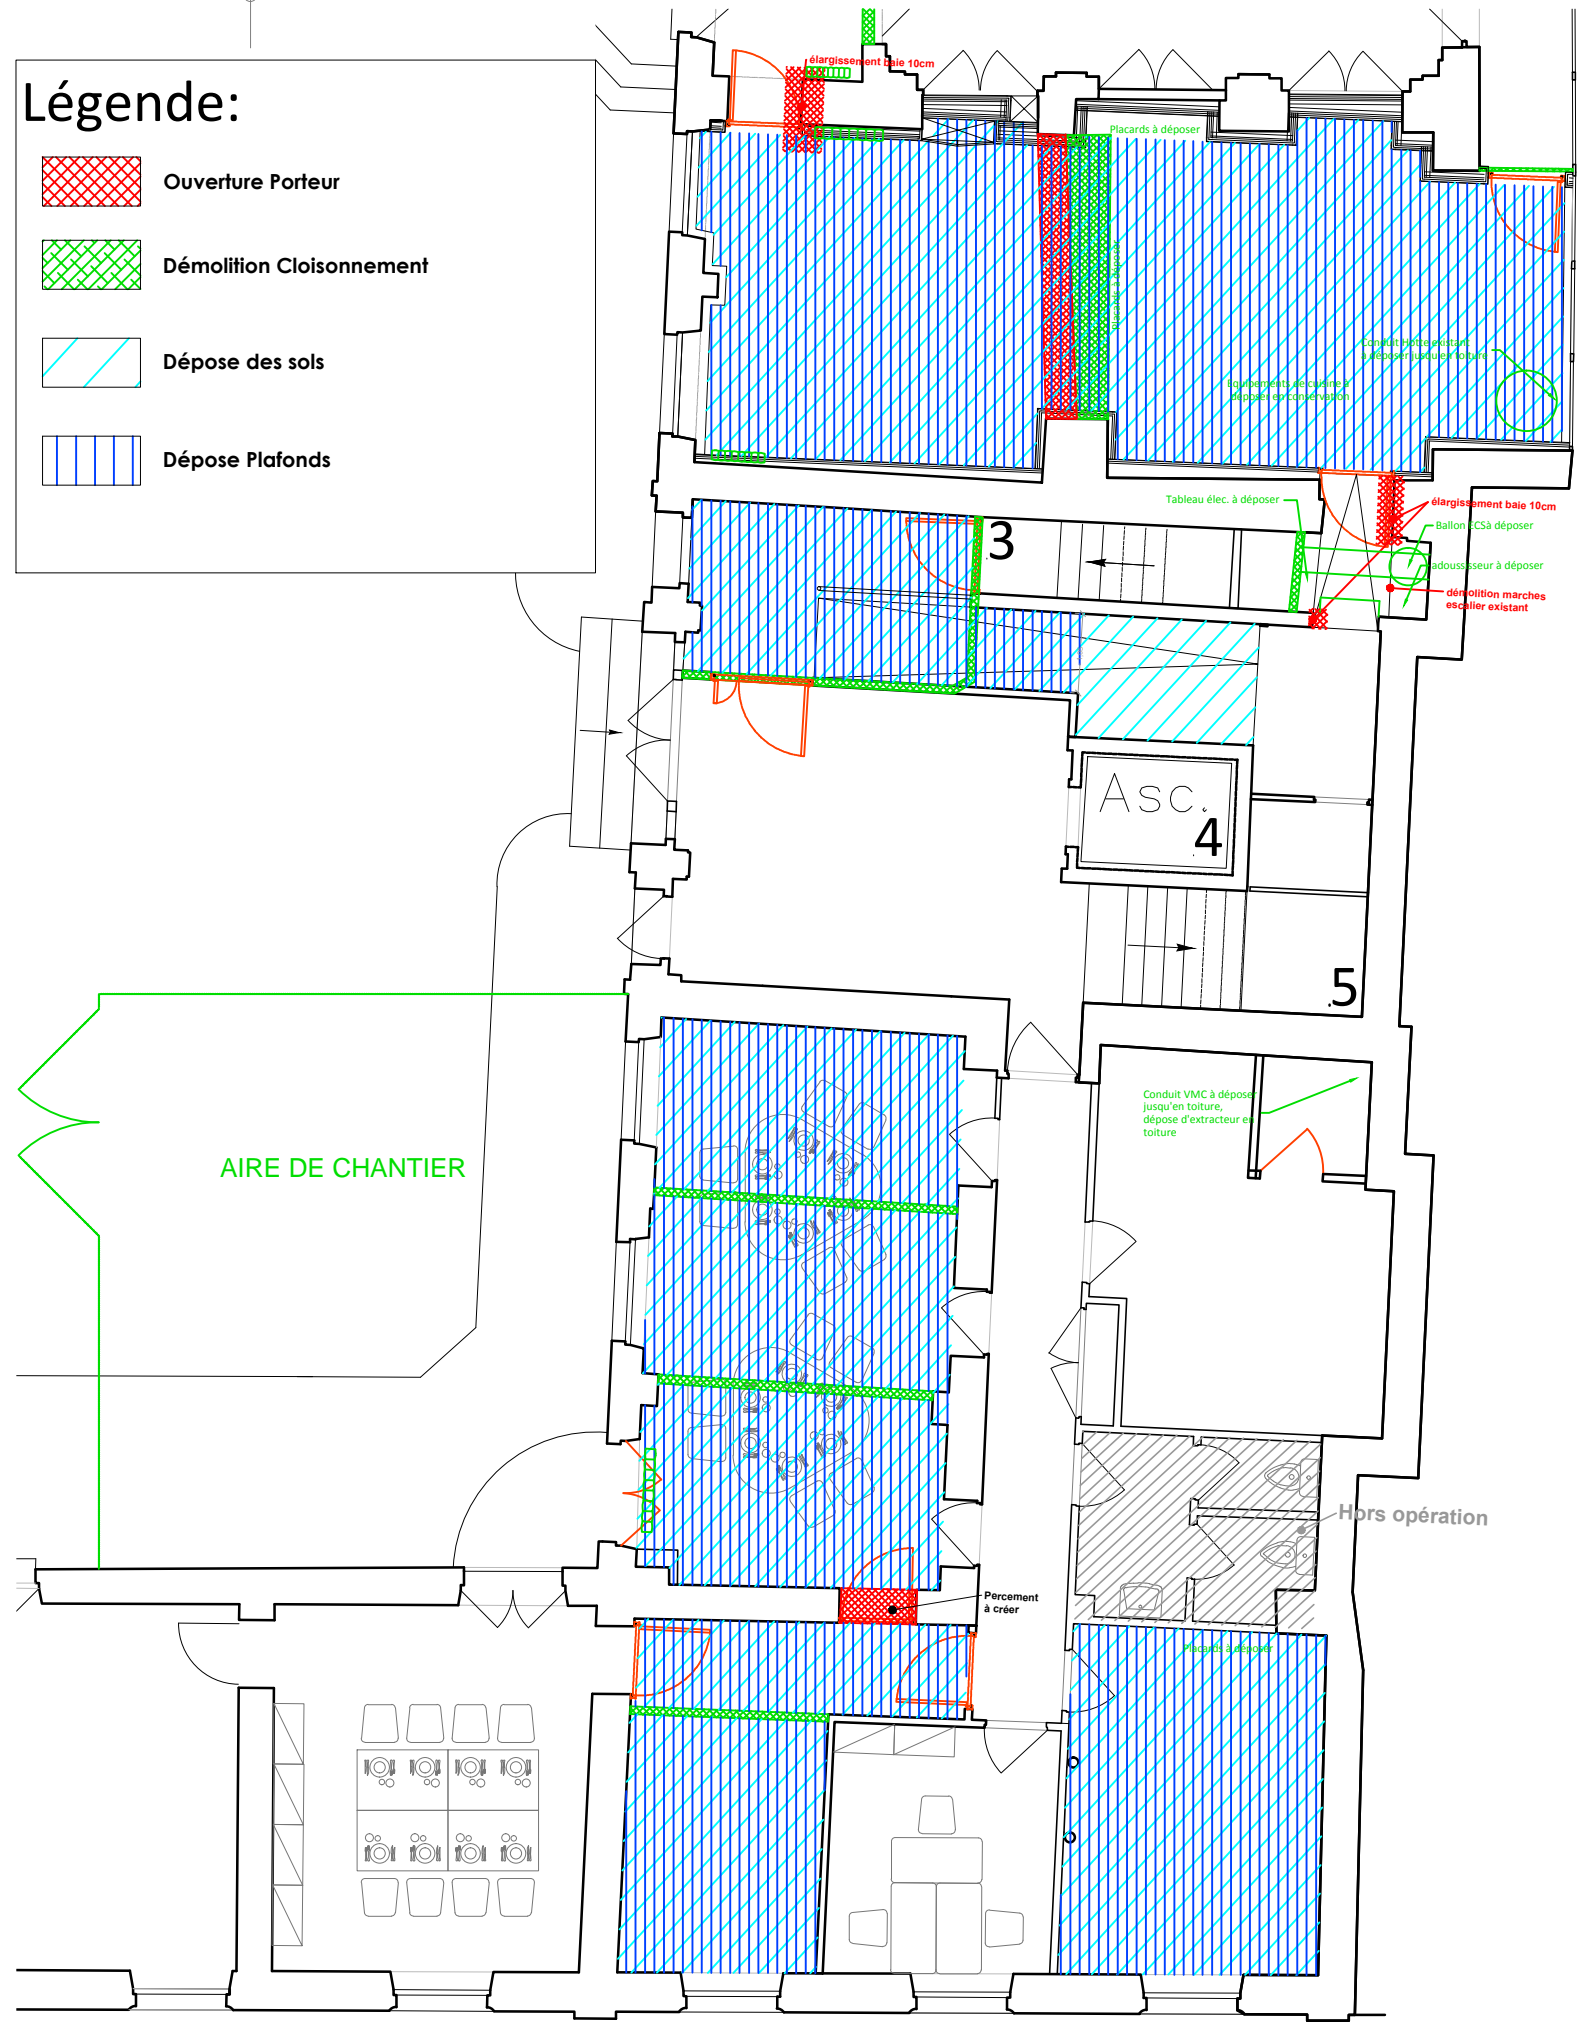 Légende:
Ouverture Porteur
Démolition Cloisonnement
Dépose des sols
Dépose Plafonds
élargissement baie 10cm
Placards à déposer
Placards à déposer
Conduit Hotte existant
à déposer jusqu'en toiture
Equipements de cuisine à
déposer en conservation
Tableau élec. à déposer
élargissement baie 10cm
Ballon ECSà déposer
adoussisseur à déposer
démolition marches
escalier existant
3
Asc.
4
.5
AIRE DE CHANTIER
Conduit VMC à déposer
jusqu'en toiture,
dépose d'extracteur en
toiture
Hors opération
Percement
à créer
Placards à déposer